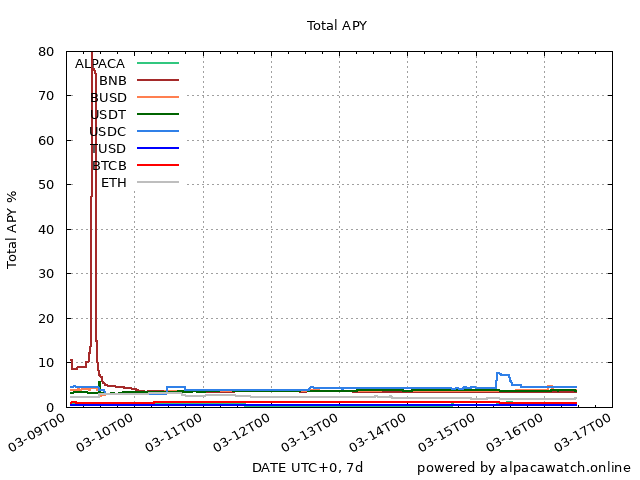 Total APY
80
70
60
50
40
30
20
10
0
Total APY %
ALPACA
BNB
BUSD
USDT
USDC
TUSD
BTCB
ETH
03-09T00
03-10T00
03-11T00
03-12T00
03-13T00
03-14T00
03-15T00
03-16T00
03-17T00
DATE UTC+0, 7d
powered by alpacawatch.online